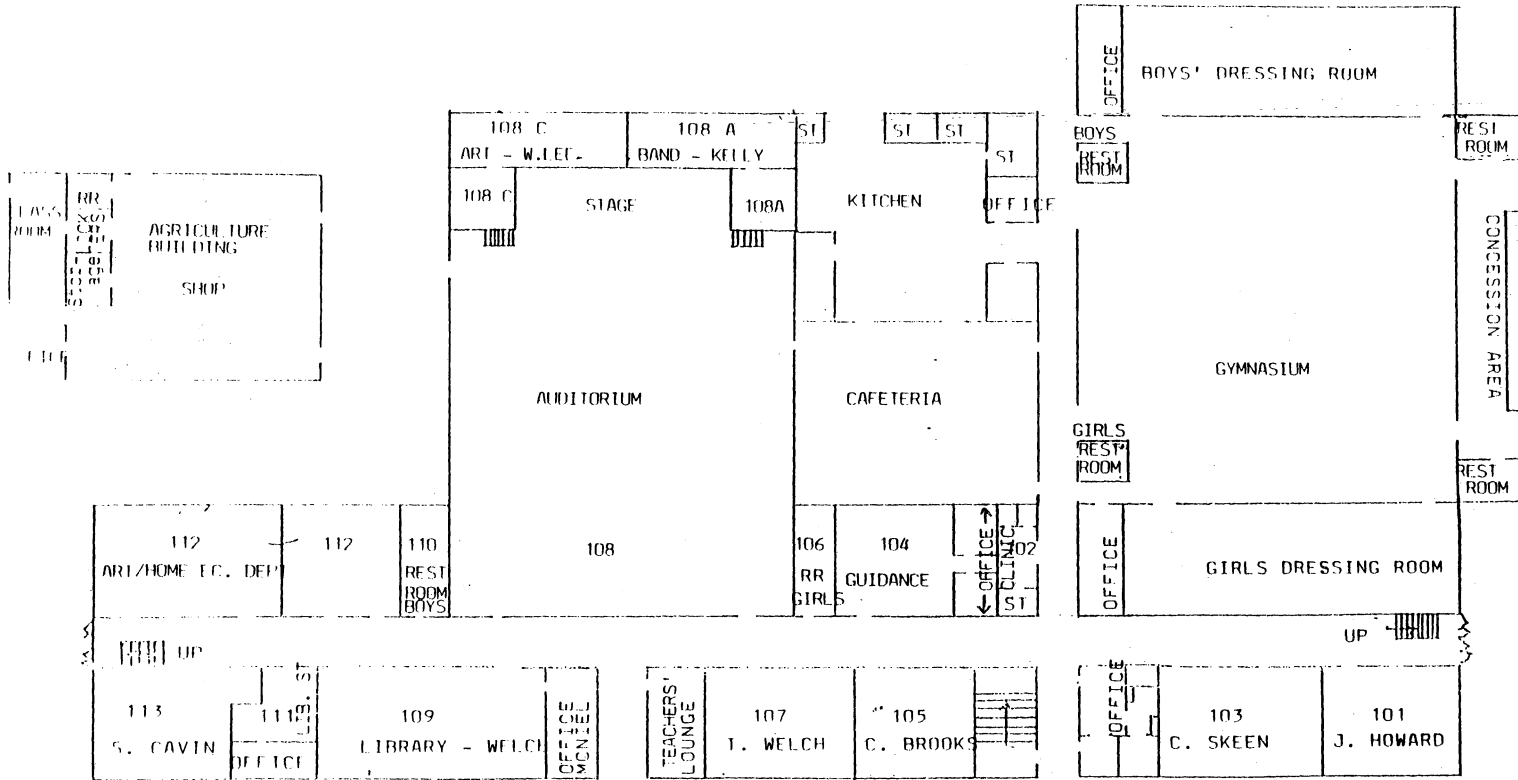 OFFICE
BOYS' DRESSING ROOM
108 C
ART - W.LEE
108 A
BAND - KELLY
ST
ST
ST
ST
BOYS
REST
ROOM
REST
ROOM
RR
ROOM
AGRICULTURE
BUILDING
SHOP
108 C
STAGE
108A
KITCHEN
OFFICE
CONCESSION AREA
AUDITORIUM
CAFETERIA
GYMNASIUM
GIRLS
REST
ROOM
REST
ROOM
112
ART/HOME EC. DEPT
112
110
REST
ROOM
BOYS
108
106
RR
GIRLS
104
GUIDANCE
OFFICE
CLINIC
102
ST
OFFICE
GIRLS DRESSING ROOM
UP
UP
113
S. CAVIN
111
LIB. ST
OFFICE
109
LIBRARY - WELCH
OFFICE
MCNIEL
TEACHERS'
LOUNGE
107
T. WELCH
105
C. BROOKS
OFFICE
103
C. SKEEN
101
J. HOWARD